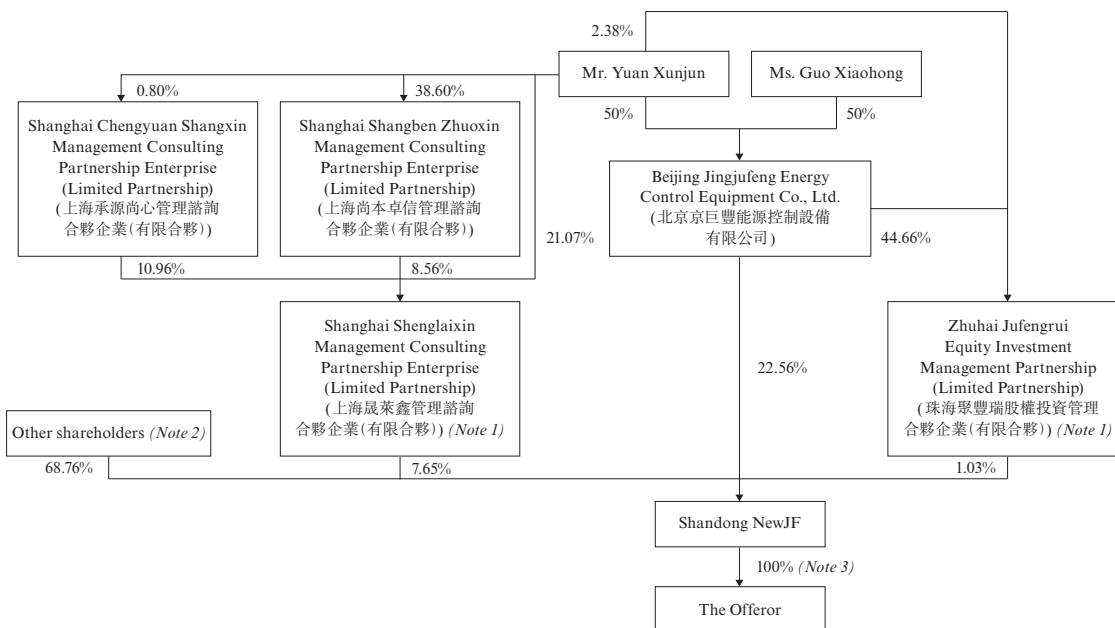 2.38%
Mr. Yuan Xunjun
Ms. Guo Xiaohong
0.80%
38.60%
50%
50%
Shanghai Chengyuan Shangxin
Management Consulting
Partnership Enterprise
(Limited Partnership)
(上海承源尚心管理諮詢
合夥企業(有限合夥))
Shanghai Shangben Zhuoxin
Management Consulting
Partnership Enterprise
(Limited Partnership)
(上海尚本卓信管理諮詢
合夥企業(有限合夥))
Beijing Jingjufeng Energy
Control Equipment Co., Ltd.
(北京京巨豐能源控制設備
有限公司)
21.07%
44.66%
10.96%
8.56%
Shanghai Shenglaixin
Management Consulting
Partnership Enterprise
(Limited Partnership)
(上海晟萊鑫管理諮詢
合夥企業(有限合夥)) (Note 1)
22.56%
Zhuhai Jufengrui
Equity Investment
Management Partnership
(Limited Partnership)
(珠海聚豐瑞股權投資管理
合夥企業(有限合夥)) (Note 1)
Other shareholders (Note 2)
68.76%
7.65%
1.03%
Shandong NewJF
100% (Note 3)
The Offeror